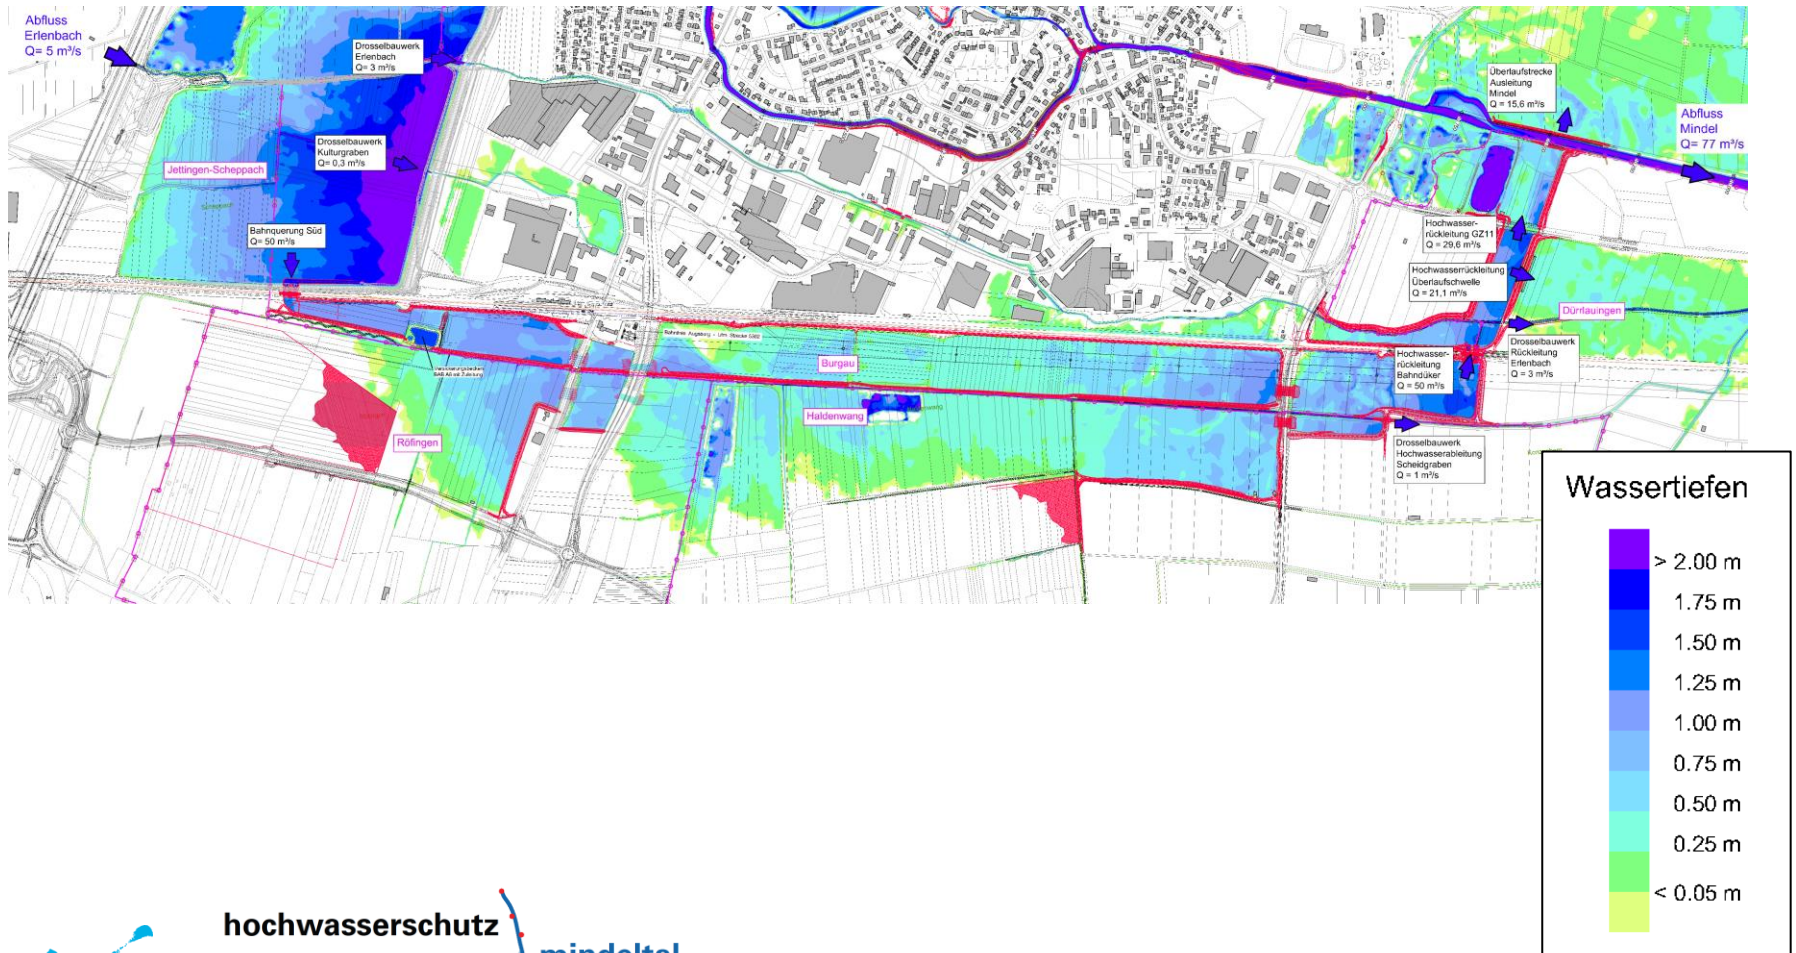 Abfluss
Erlenbach
Q= 5 m³/s
Drosselbauwerk
Erlenbach
Q= 3 m³/s
Drosselbauwerk
Kulturgraben
Q= 0,3 m³/s
Jettingen-Scheppach
Bahnquerung Süd
Q= 50 m³/s
Überlaufstrecke
Ausleitung
Mindel
Q = 15,6 m³/s
Abfluss
Mindel
Q= 77 m³/s
Hochwasser-
rückleitung GZ11
Q = 29,6 m³/s
Hochwasserrückleitung
Überlaufschwelle
Q = 21,1 m³/s
Dürrlauingen
Drosselbauwerk
Rückleitung
Erlenbach
Q = 3 m³/s
Hochwasser-
rückleitung
Bahndüker
Q = 50 m³/s
Burgau
Haldenwang
Röfingen
Drosselbauwerk
Hochwasserableitung
Scheidgraben
Q = 1 m³/s
Wassertiefen
> 2.00 m
1.75 m
1.50 m
1.25 m
1.00 m
0.75 m
0.50 m
0.25 m
< 0.05 m
hochwasserschutz
mindeltal